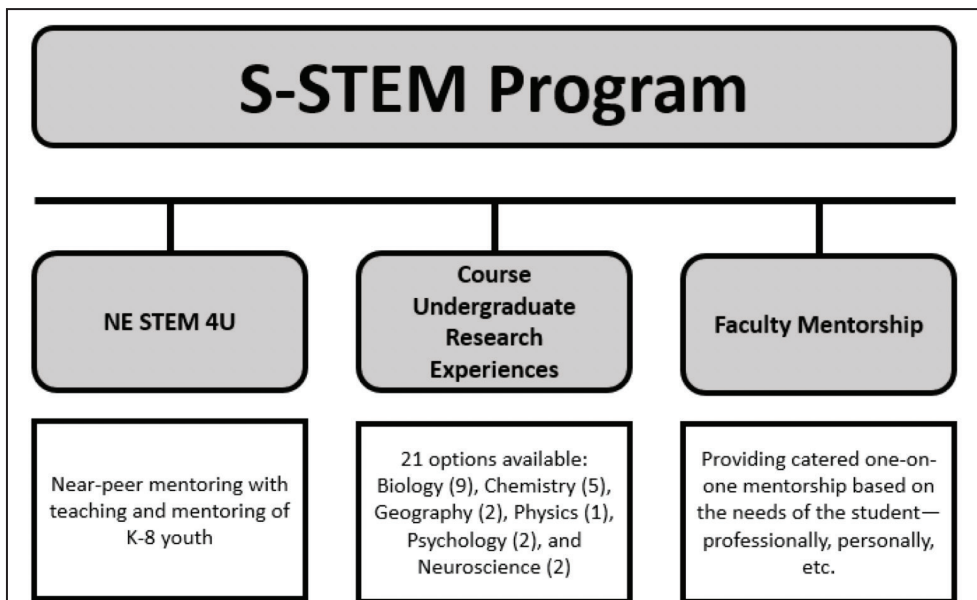 S-STEM Program
NE STEM 4U
Course
Undergraduate
Research
Experiences
Faculty Mentorship
Near-peer mentoring with
teaching and mentoring of
K-8 youth
21 options available:
Biology (9), Chemistry (5),
Geography (2), Physics (1),
Psychology (2), and
Neuroscience (2)
Providing catered one-on-
one mentorship based on
the needs of the student—
professionally, personally,
etc.